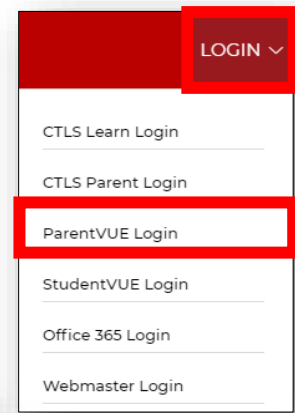 LOGIN
CTLS Learn Login
CTLS Parent Login
ParentVUE Login
StudentVUE Login
Office 365 Login
Webmaster Login